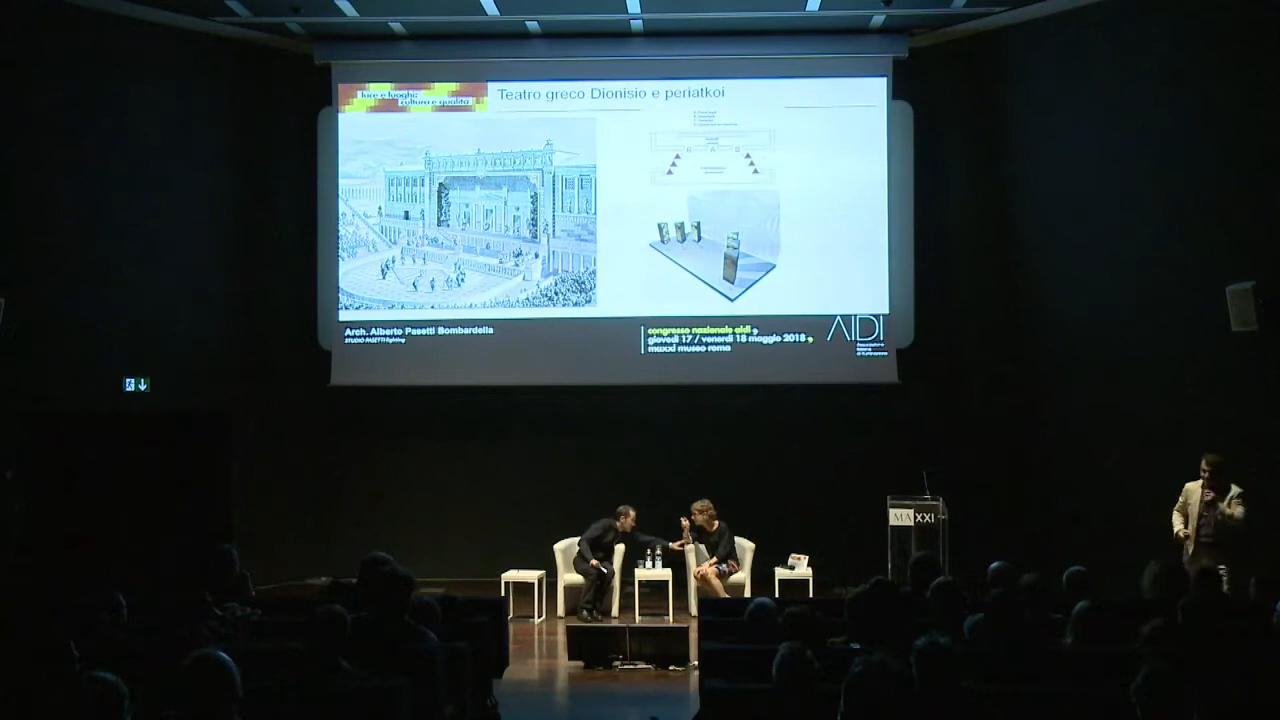 luce e luoghi:
cultura e qualità
Teatro greco Dionisio e periatkoi
Arch. Alberto Pasetti Bombardella
STUDIO PASETTI lighting
congresso nazionale aidi,
giovedì 17 / venerdì 18 maggio 2018,
maxxi museo roma
AIDI
MAXXI